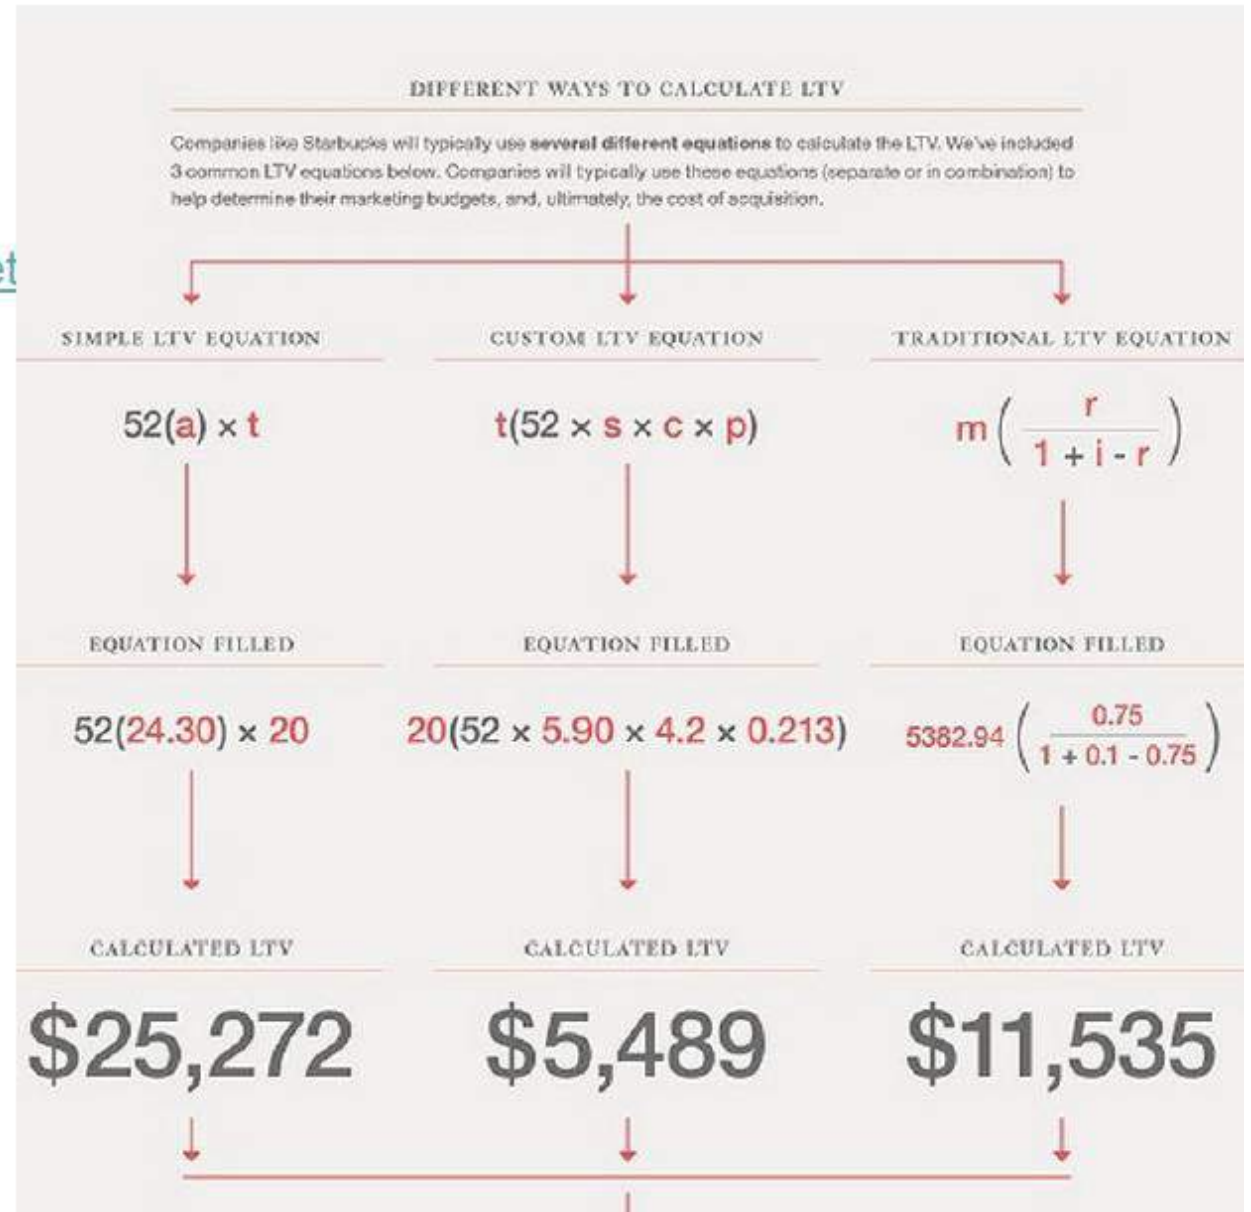 DIFFERENT WAYS TO CALCULATE LTV
Companies like Starbucks will typically use several different equations to calculate the LTV. We've included
3 common LTV equations below. Companies will typically use these equations (separate or in combination) to
help determine their marketing budgets, and, ultimately, the cost of acquisition.
et
SIMPLE LTV EQUATION
CUSTOM LTV EQUATION
TRADITIONAL LTV EQUATION
52(a) × t
t(52 × s × c × p)
m ( r / 1 + i - r )
EQUATION FILLED
EQUATION FILLED
EQUATION FILLED
52(24.30) × 20
20(52 × 5.90 × 4.2 × 0.213)
5382.94 ( 0.75 / 1 + 0.1 - 0.75 )
CALCULATED LTV
CALCULATED LTV
CALCULATED LTV
$25,272
$5,489
$11,535